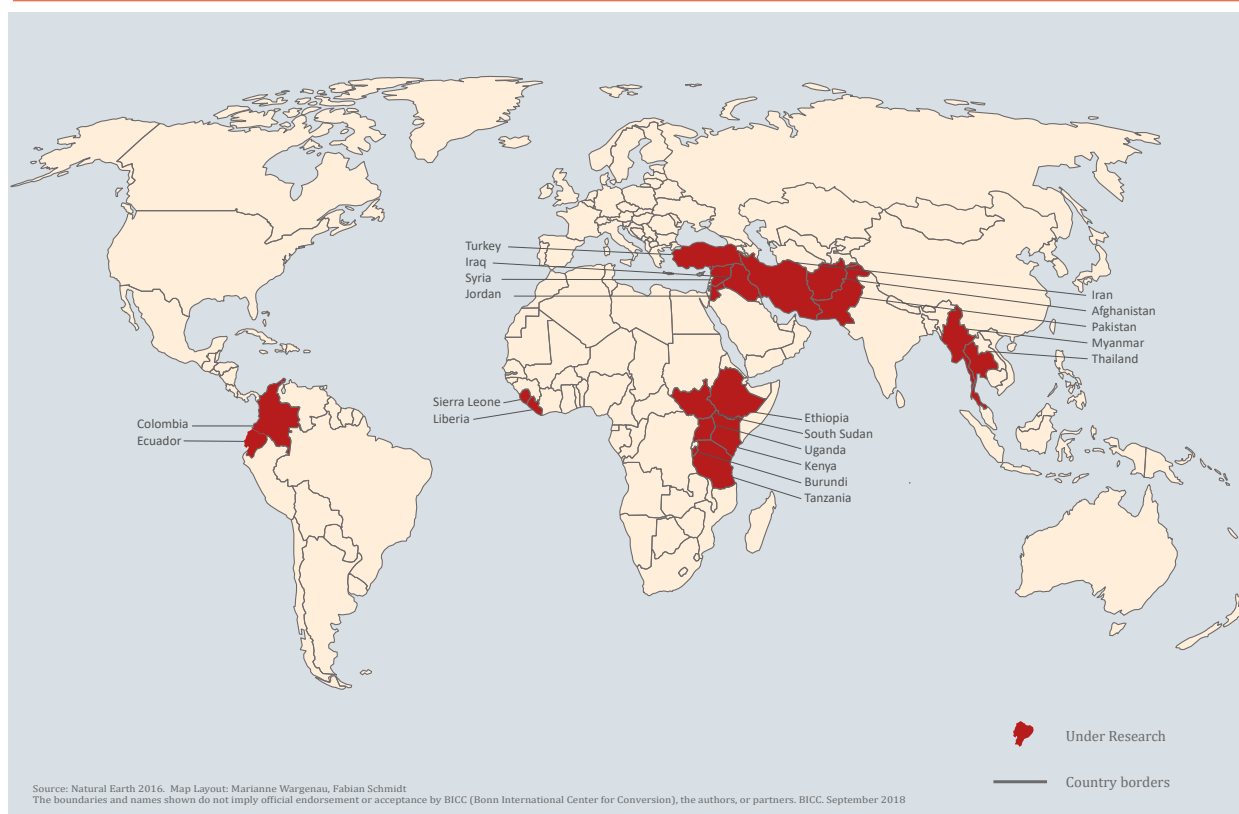 Turkey
Iraq
Syria
Jordan
Iran
Afghanistan
Pakistan
Myanmar
Thailand
Sierra Leone
Liberia
Colombia
Ecuador
Ethiopia
South Sudan
Uganda
Kenya
Burundi
Tanzania
Under Research
Country borders
Source: Natural Earth 2016. Map Layout: Marianne Wargenau, Fabian Schmidt
The boundaries and names shown do not imply official endorsement or acceptance by BICC (Bonn International Center for Conversion), the authors, or partners. BICC. September 2018